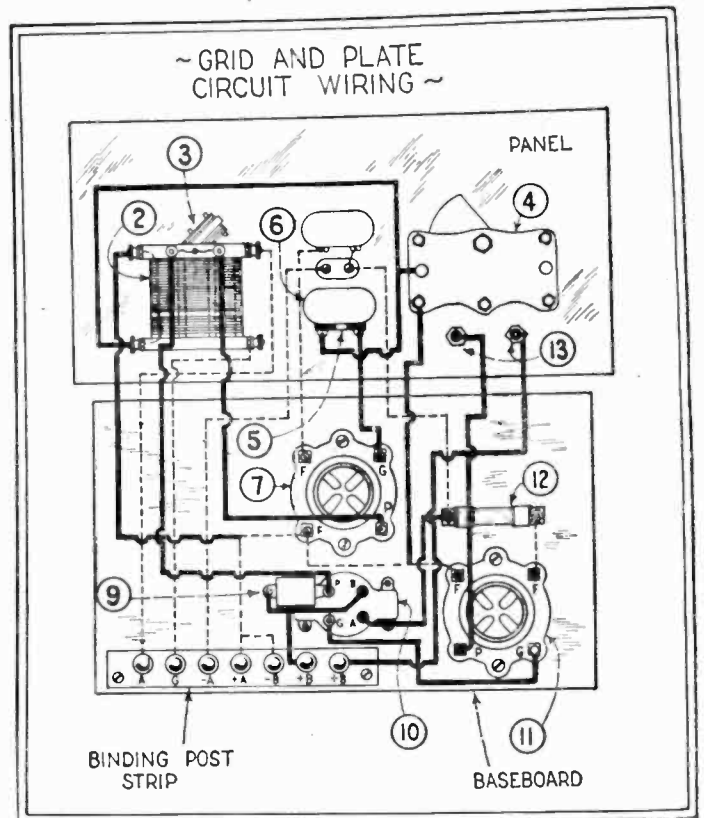 ~GRID AND PLATE
CIRCUIT WIRING~
PANEL
3
2
6
4
13
5
7
F
G
P
F
12
9
P
B
G
A
F
F
P
G
A
G
-A
+A
-B
+B
+B
10
11
BINDING POST
STRIP
BASEBOARD